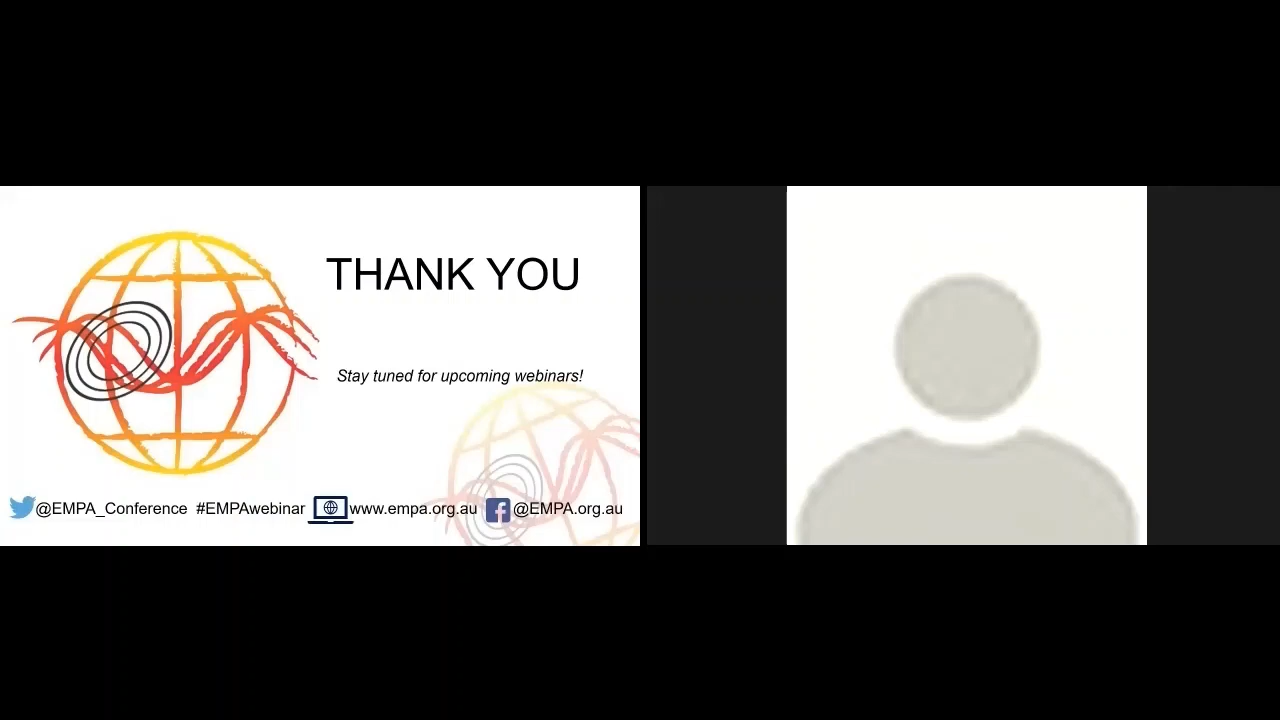 THANK YOU
Stay tuned for upcoming webinars!
@EMPA_Conference #EMPAwebinar www.empa.org.au @EMPA.org.au